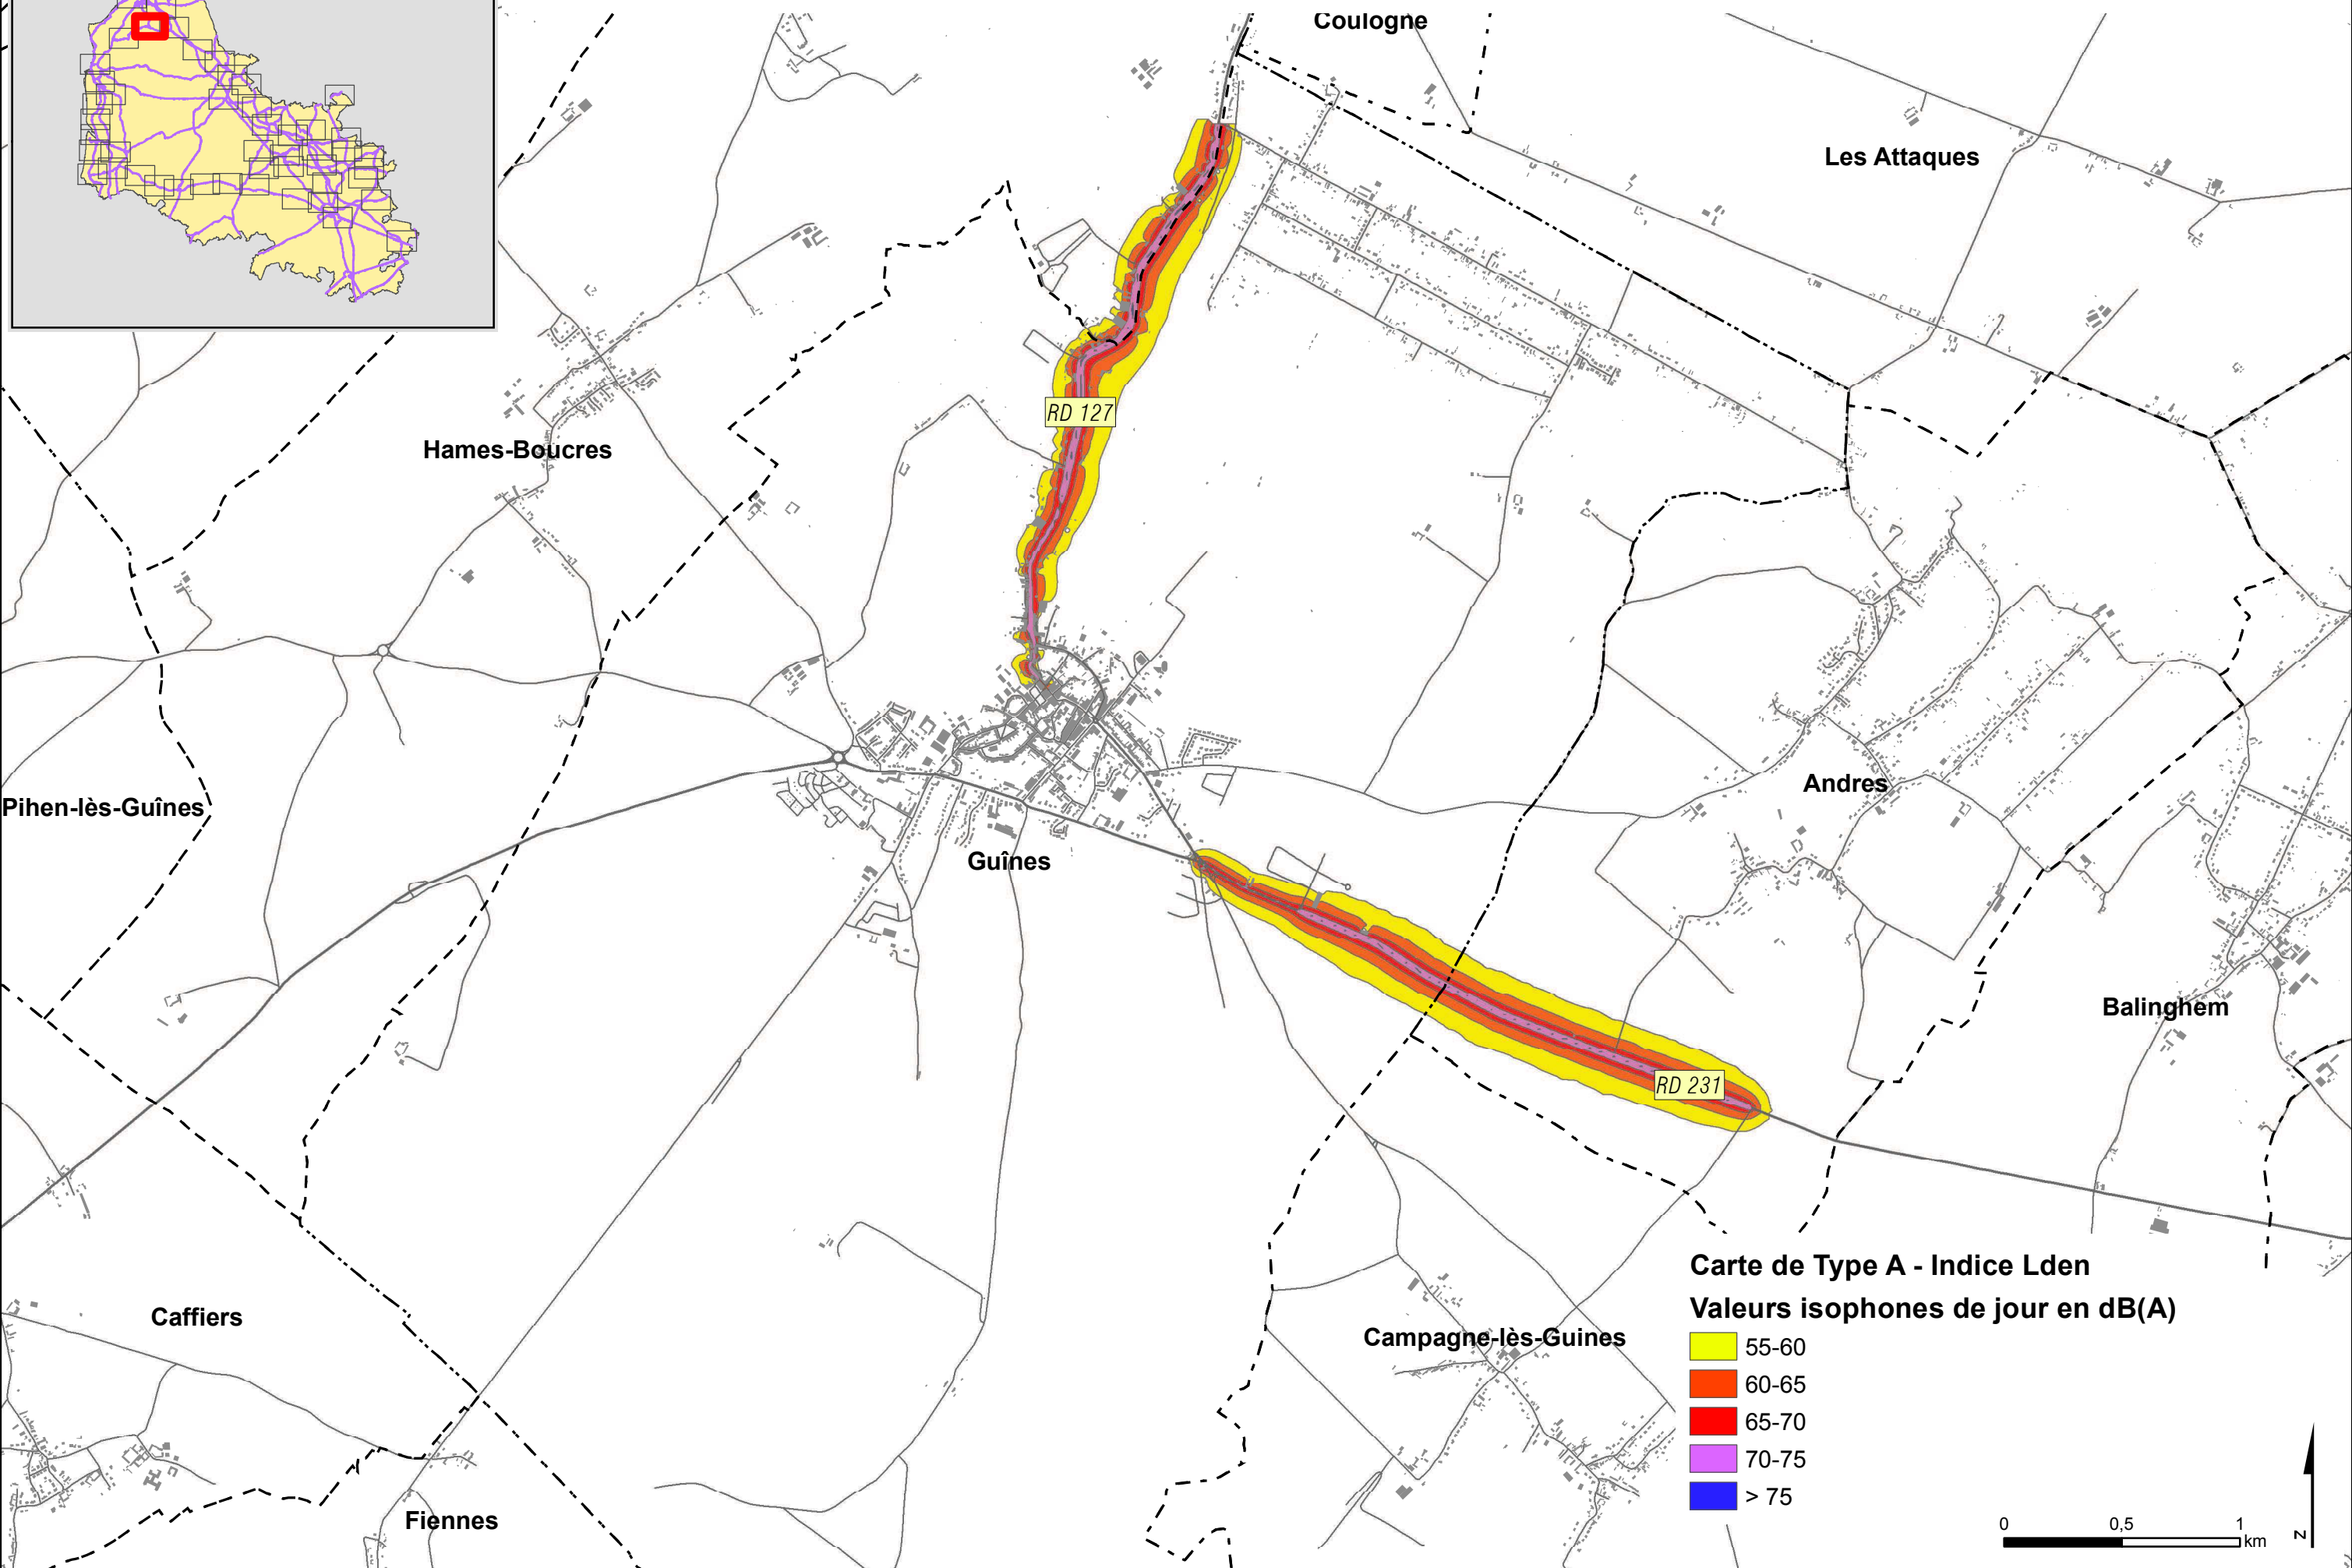 Coulogne
Les Attaques
RD 127
Hames-Boucres
Andres
Pihen-lès-Guînes
Guînes
Balinghem
RD 231
Carte de Type A - Indice Lden
Valeurs isophones de jour en dB(A)
55-60
60-65
65-70
70-75
> 75
Caffiers
Campagne-lès-Guines
Fiennes
0 0,5 1
km
N